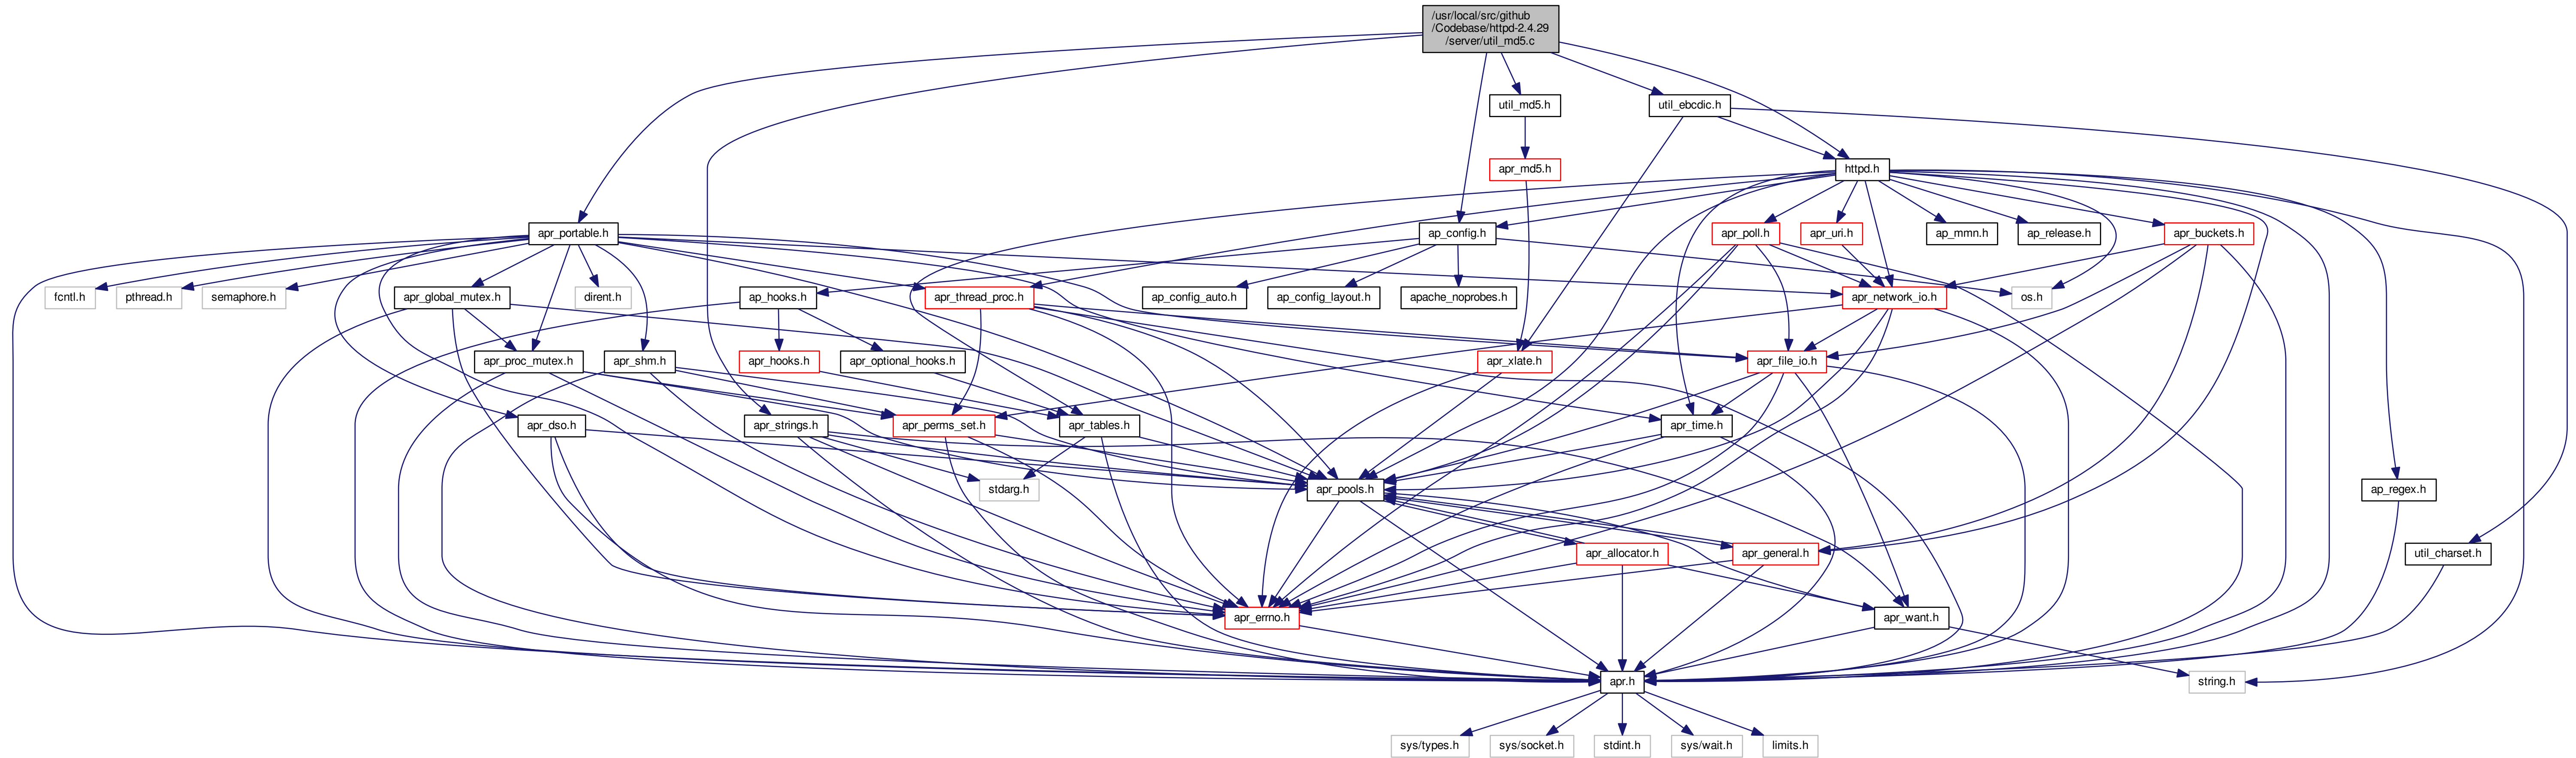 /usr/local/src/github
/Codebase/httpd-2.4.29
/server/util_md5.c
util_md5.h
util_ebcdic.h
apr_md5.h
httpd.h
apr_portable.h
ap_config.h
apr_poll.h
apr_uri.h
ap_mmn.h
ap_release.h
apr_buckets.h
fcntl.h
pthread.h
semaphore.h
apr_global_mutex.h
dirent.h
ap_hooks.h
apr_thread_proc.h
ap_config_auto.h
ap_config_layout.h
apache_noprobes.h
apr_network_io.h
os.h
apr_proc_mutex.h
apr_shm.h
apr_hooks.h
apr_optional_hooks.h
apr_xlate.h
apr_file_io.h
apr_dso.h
apr_strings.h
apr_perms_set.h
apr_tables.h
apr_time.h
stdarg.h
apr_pools.h
ap_regex.h
apr_allocator.h
apr_general.h
util_charset.h
apr_errno.h
apr_want.h
apr.h
string.h
sys/types.h
sys/socket.h
stdint.h
sys/wait.h
limits.h